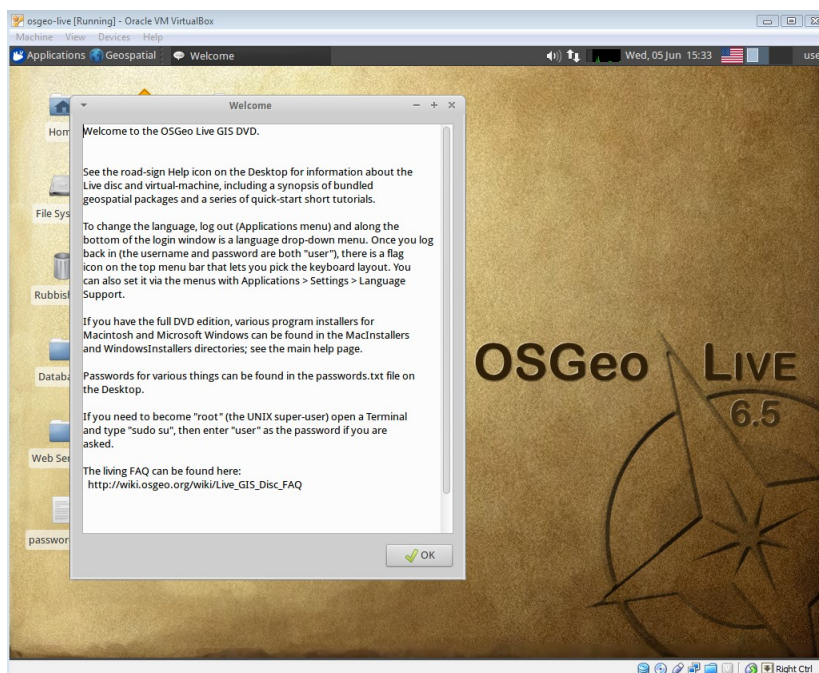 osgeo-live [Running] - Oracle VM VirtualBox
Machine View Devices Help
Applications Geospatial Welcome Wed, 05 Jun 15:33 use
Welcome
Welcome to the OSGeo Live GIS DVD.
See the road-sign Help icon on the Desktop for information about the
Live disc and virtual-machine, including a synopsis of bundled
geospatial packages and a series of quick-start short tutorials.
To change the language, log out (Applications menu) and along the
bottom of the login window is a language drop-down menu. Once you log
back in (the username and password are both "user"), there is a flag
icon on the top menu bar that lets you pick the keyboard layout. You
can also set it via the menus with Applications > Settings > Language
Support.
If you have the full DVD edition, various program installers for
Macintosh and Microsoft Windows can be found in the MacInstallers
and WindowsInstallers directories; see the main help page.
Passwords for various things can be found in the passwords.txt file on
the Desktop.
If you need to become "root" (the UNIX super-user) open a Terminal
and type "sudo su", then enter "user" as the password if you are
asked.
The living FAQ can be found here:
http://wiki.osgeo.org/wiki/Live_GIS_Disc_FAQ
OK
Hom
File Sys
Rubbis
Databa
Web Ser
passwor
OSGeo LIVE
6.5
Right Ctrl